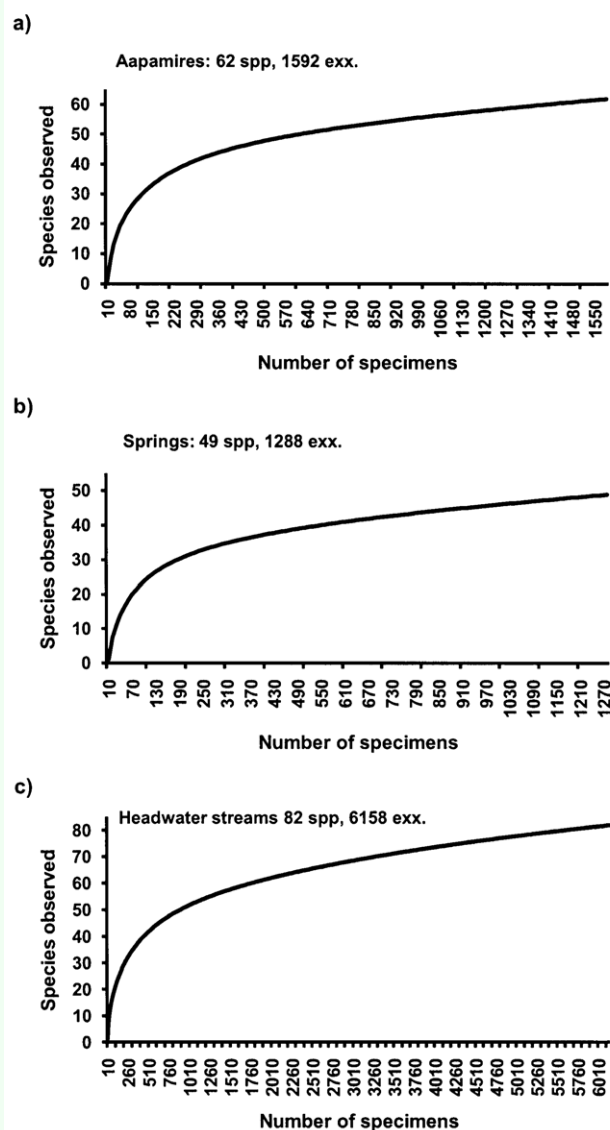 a)
Aapamires: 62 spp, 1592 exx.
Species observed
60
50
40
30
20
10
0
10 80 150 220 290 360 430 500 570 640 710 780 850 920 990 1060 1130 1200 1270 1340 1410 1480 1550
Number of specimens
b)
Springs: 49 spp, 1288 exx.
Species observed
50
40
30
20
10
0
10 70 130 190 250 310 370 430 490 550 610 670 730 790 850 910 970 1030 1090 1150 1210 1270
Number of specimens
c)
Headwater streams 82 spp, 6158 exx.
Species observed
80
70
60
50
40
30
20
10
0
10 260 510 760 1010 1260 1510 1760 2010 2260 2510 2760 3010 3260 3510 3760 4010 4260 4510 4760 5010 5260 5510 5760 6010
Number of specimens